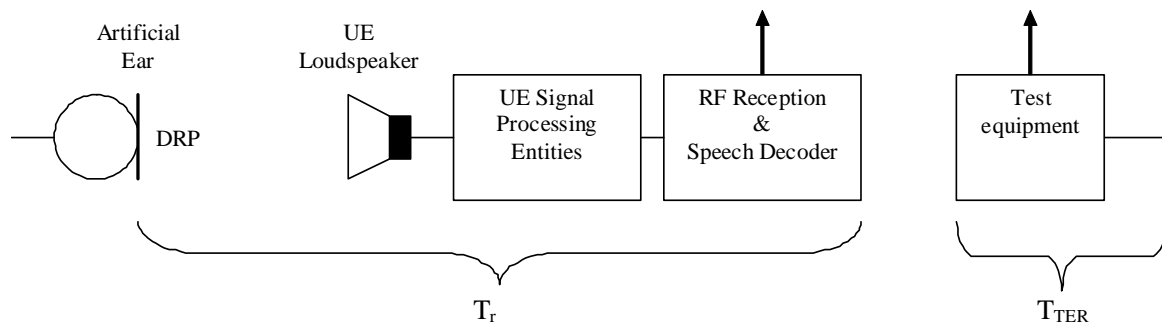 Artificial
Ear
DRP
UE
Loudspeaker
UE Signal
Processing
Entities
RF Reception
&
Speech Decoder
Test
equipment
Tr
TTER